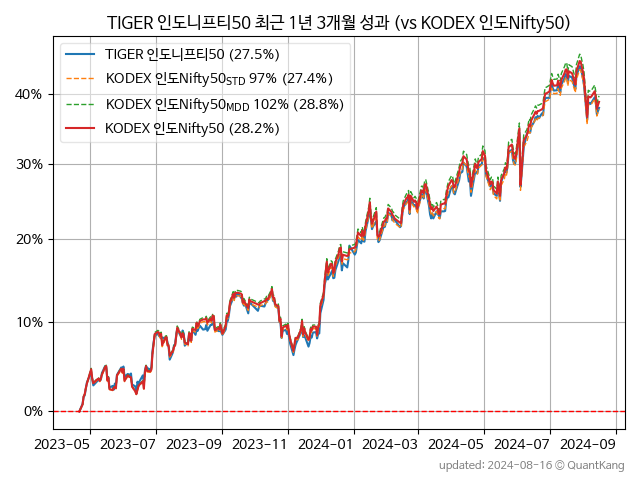 TIGER 인도니프티50 최근 1년 3개월 성과 (vs KODEX 인도Nifty50)
TIGER 인도니프티50 (27.5%)
KODEX 인도Nifty50STD 97% (27.4%)
KODEX 인도Nifty50MDD 102% (28.8%)
KODEX 인도Nifty50 (28.2%)
40%
30%
20%
10%
0%
2023-05 2023-07 2023-09 2023-11 2024-01 2024-03 2024-05 2024-07 2024-09
updated: 2024-08-16 © QuantKang